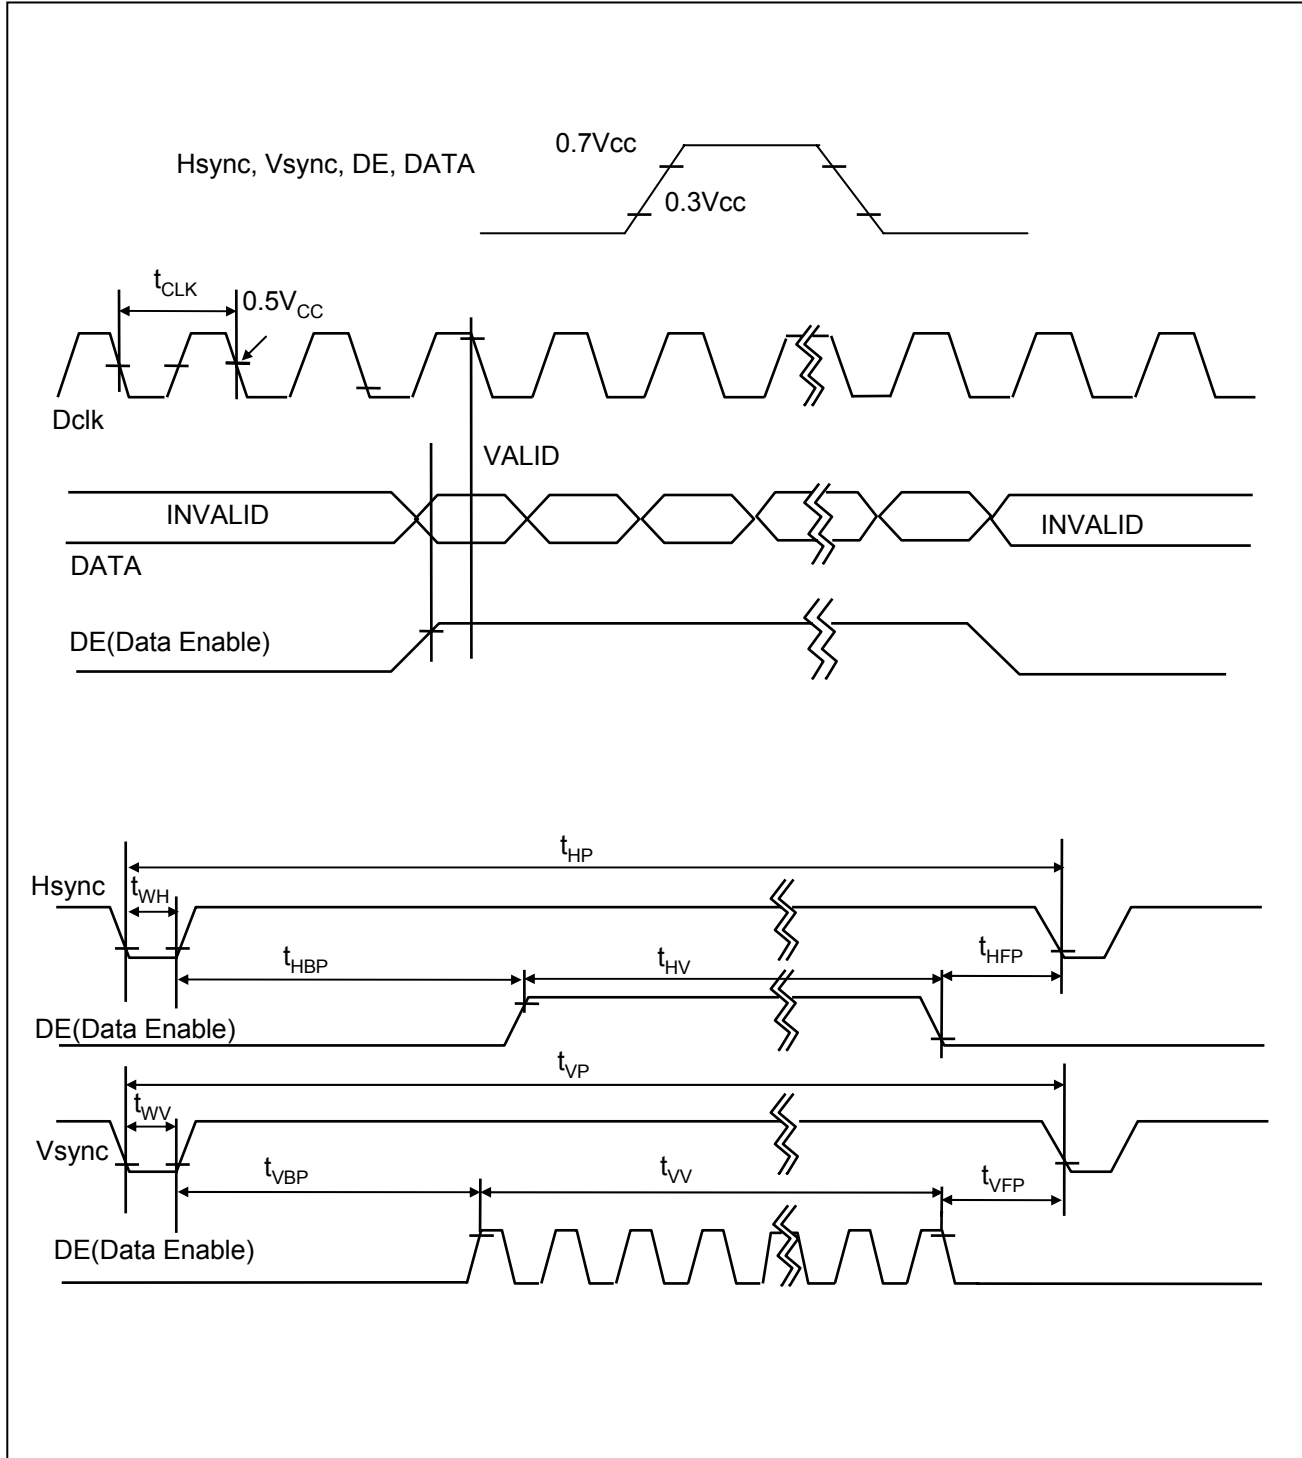 0.7Vcc
Hsync, Vsync, DE, DATA
0.3Vcc
tCLK
0.5VCC
Dclk
VALID
INVALID
INVALID
DATA
DE(Data Enable)
tHP
Hsync
tWH
tHBP
tHV
tHFP
DE(Data Enable)
tVP
tWV
Vsync
tVBP
tVV
tVFP
DE(Data Enable)